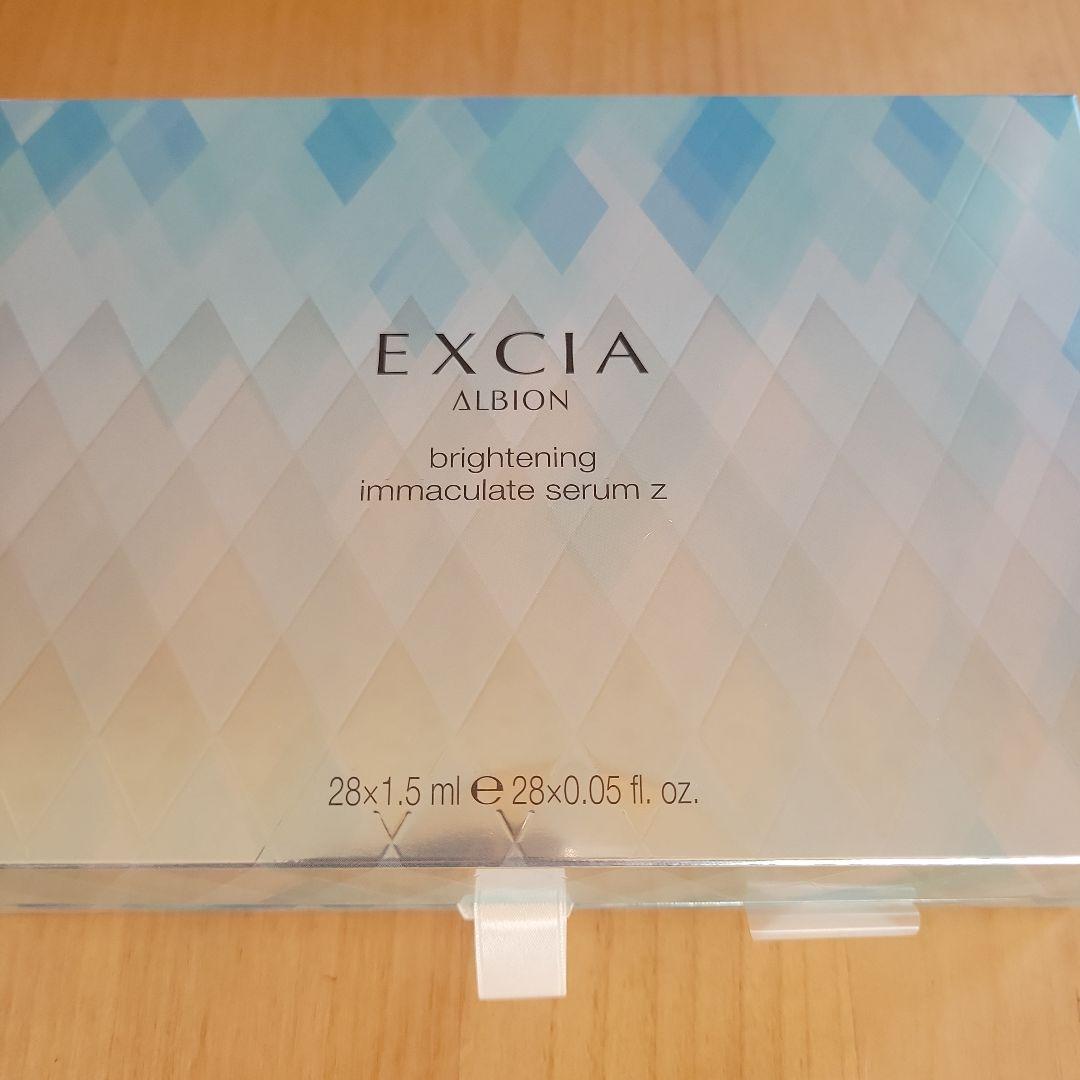 EXCIA
ALBION
brightening
immaculate serum z
28×1.5 ml ℮ 28×0.05 fl. oz.